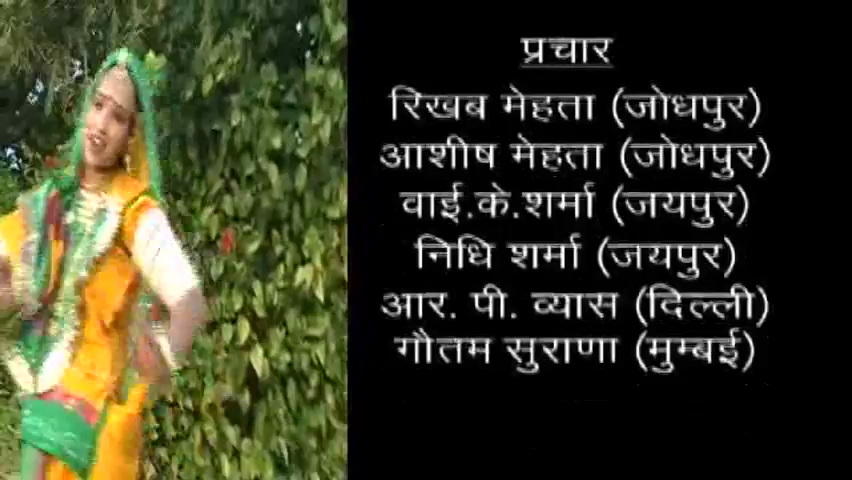 प्रचार
रिखब मेहता (जोधपुर)
आशीष मेहता (जोधपुर)
वाई.के.शर्मा (जयपुर)
निधि शर्मा (जयपुर)
आर. पी. व्यास (दिल्ली)
गौतम सुराणा (मुम्बई)